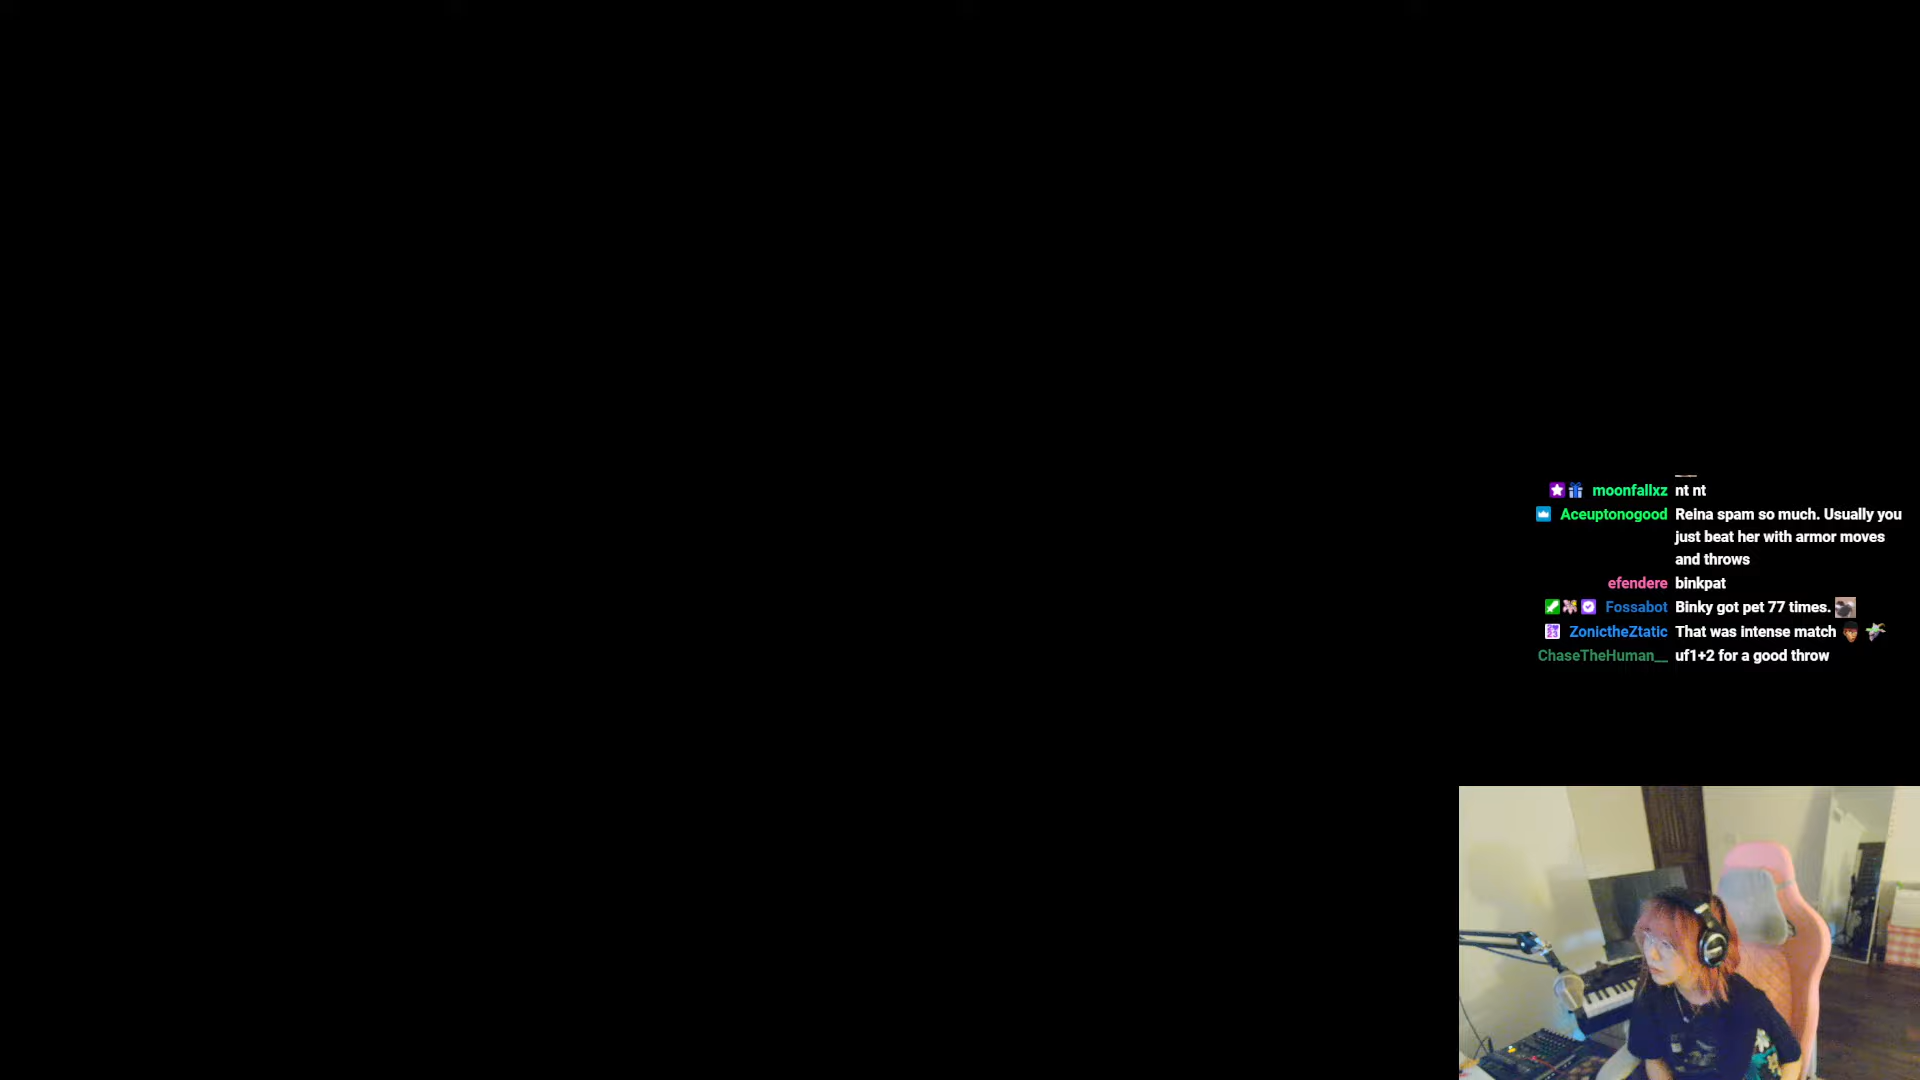 moonfallxz nt nt
Aceuptonogood Reina spam so much. Usually you
just beat her with armor moves
and throws
efendere binkpat
Fossabot Binky got pet 77 times.
ZonictheZtatic That was intense match
ChaseTheHuman__ uf1+2 for a good throw